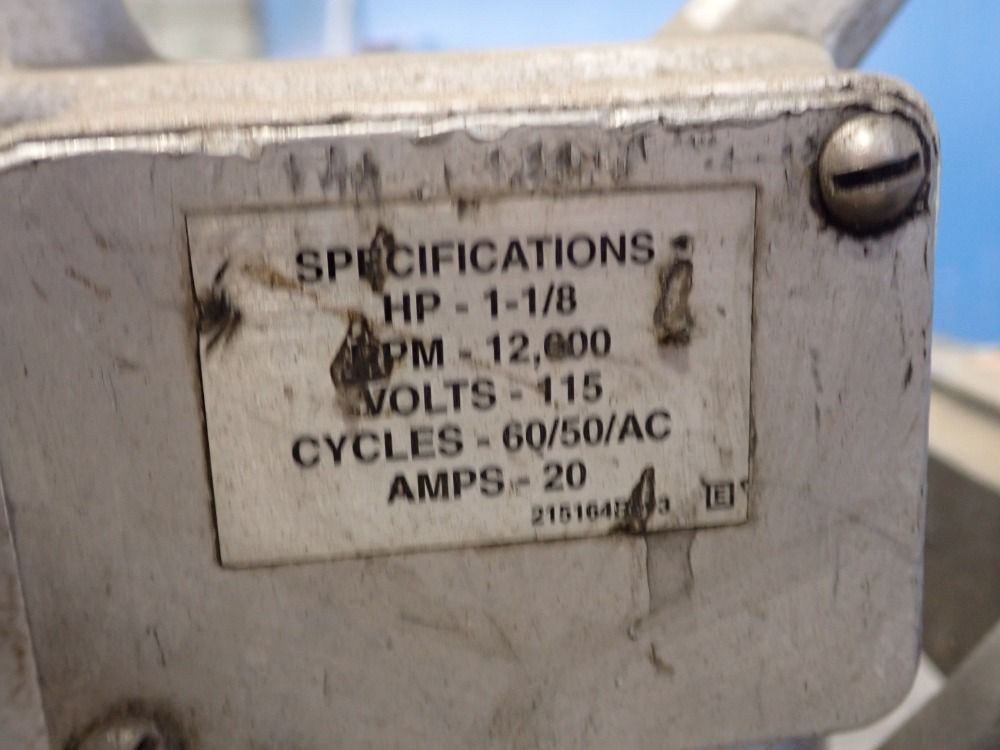 SPECIFICATIONS
HP - 1-1/8
RPM - 12,000
VOLTS - 115
CYCLES - 60/50/AC
AMPS - 20
E